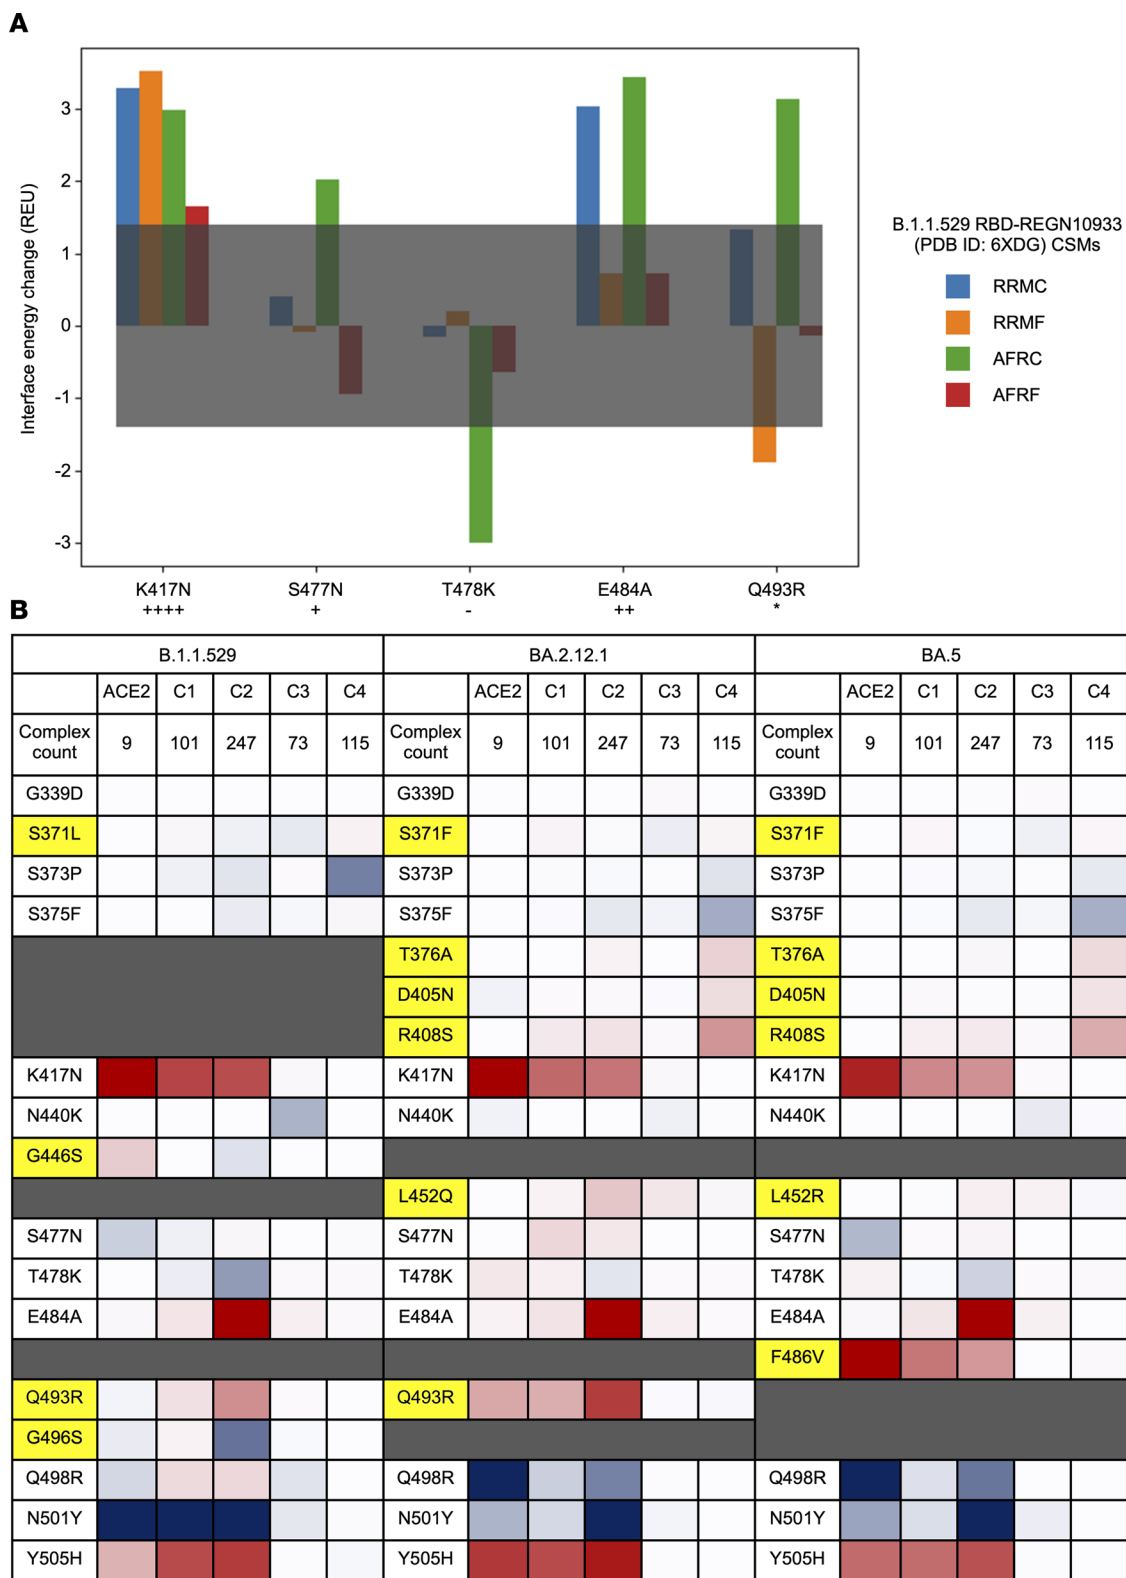 A
Interface energy change (REU)
3
2
1
0
-1
-2
-3
K417N
++++
S477N
+
T478K
-
E484A
++
Q493R
*
B.1.1.529 RBD-REGN10933
(PDB ID: 6XDG) CSMs
RRMC
RRMF
AFRC
AFRF
B
B.1.1.529 BA.2.12.1 BA.5
ACE2 C1 C2 C3 C4 ACE2 C1 C2 C3 C4 ACE2 C1 C2 C3 C4
Complex count 9 101 247 73 115 Complex count 9 101 247 73 115 Complex count 9 101 247 73 115
G339D G339D G339D
S371L S371F S371F
S373P S373P S373P
S375F S375F S375F
T376A T376A
D405N D405N
R408S R408S
K417N K417N K417N
N440K N440K N440K
G446S
L452Q L452R
S477N S477N S477N
T478K T478K T478K
E484A E484A E484A
F486V
Q493R Q493R
G496S
Q498R Q498R Q498R
N501Y N501Y N501Y
Y505H Y505H Y505H